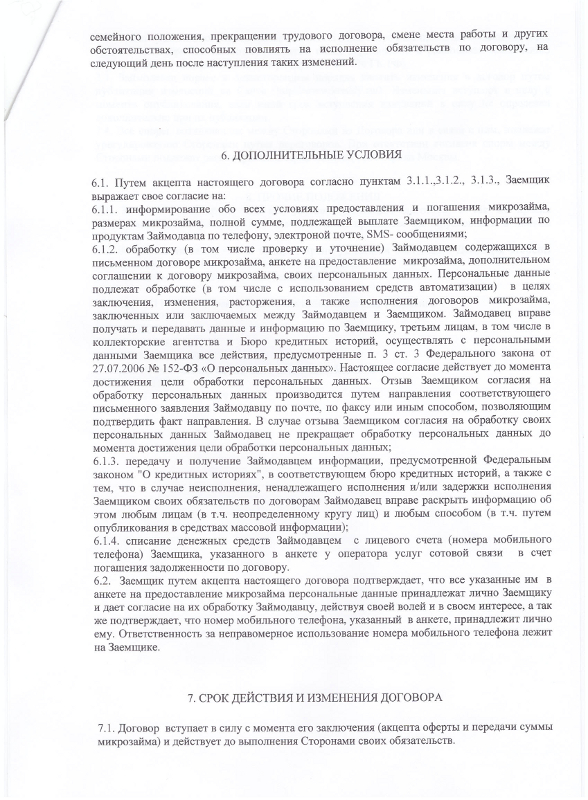 семейного положения, прекращении трудового договора, смене места работы и других
обстоятельствах, способных повлиять на исполнение обязательств по договору, на
следующий день после наступления таких изменений.
6. ДОПОЛНИТЕЛЬНЫЕ УСЛОВИЯ
6.1. Путем акцепта настоящего договора согласно пунктам 3.1.1.,3.1.2., 3.1.3., Заемщик
выражает свое согласие на:
6.1.1. информирование обо всех условиях предоставления и погашения микрозайма,
размерах микрозайма, полной сумме, подлежащей выплате Заемщиком, информации по
продуктам Займодавца по телефону, электроной почте, SMS- сообщениями;
6.1.2. обработку (в том числе проверку и уточнение) Займодавцем содержащихся в
письменном договоре микрозайма, анкете на предоставление микрозайма, дополнительном
соглашении к договору микрозайма, своих персональных данных. Персональные данные
подлежат обработке (в том числе с использованием средств автоматизации) в целях
заключения, изменения, расторжения, а также исполнения договоров микрозайма,
заключенных или заключаемых между Займодавцем и Заемщиком. Займодавец вправе
получать и передавать данные и информацию по Заемщику, третьим лицам, в том числе в
коллекторские агентства и Бюро кредитных историй, осуществлять с персональными
данными Заемщика все действия, предусмотренные п. 3 ст. 3 Федерального закона от
27.07.2006 № 152-ФЗ «О персональных данных». Настоящее согласие действует до момента
достижения цели обработки персональных данных. Отзыв Заемщиком согласия на
обработку персональных данных производится путем направления соответствующего
письменного заявления Займодавцу по почте, по факсу или иным способом, позволяющим
подтвердить факт направления. В случае отзыва Заемщиком согласия на обработку своих
персональных данных Займодавец не прекращает обработку персональных данных до
момента достижения цели обработки персональных данных;
6.1.3. передачу и получение Займодавцем информации, предусмотренной Федеральным
законом "О кредитных историях", в соответствующем бюро кредитных историй, а также с
тем, что в случае неисполнения, ненадлежащего исполнения и/или задержки исполнения
Заемщиком своих обязательств по договорам Займодавец вправе раскрыть информацию об
этом любым лицам (в т.ч. неопределенному кругу лиц) и любым способом (в т.ч. путем
опубликования в средствах массовой информации);
6.1.4. списание денежных средств Займодавцем с лицевого счета (номера мобильного
телефона) Заемщика, указанного в анкете у оператора услуг сотовой связи в счет
погашения задолженности по договору.
6.2. Заемщик путем акцепта настоящего договора подтверждает, что все указанные им в
анкете на предоставление микрозайма персональные данные принадлежат лично Заемщику
и дает согласие на их обработку Займодавцу, действуя своей волей и в своем интересе, а так
же подтверждает, что номер мобильного телефона, указанный в анкете, принадлежит лично
ему. Ответственность за неправомерное использование номера мобильного телефона лежит
на Заемщике.
7. СРОК ДЕЙСТВИЯ И ИЗМЕНЕНИЯ ДОГОВОРА
7.1. Договор вступает в силу с момента его заключения (акцепта оферты и передачи суммы
микрозайма) и действует до выполнения Сторонами своих обязательств.